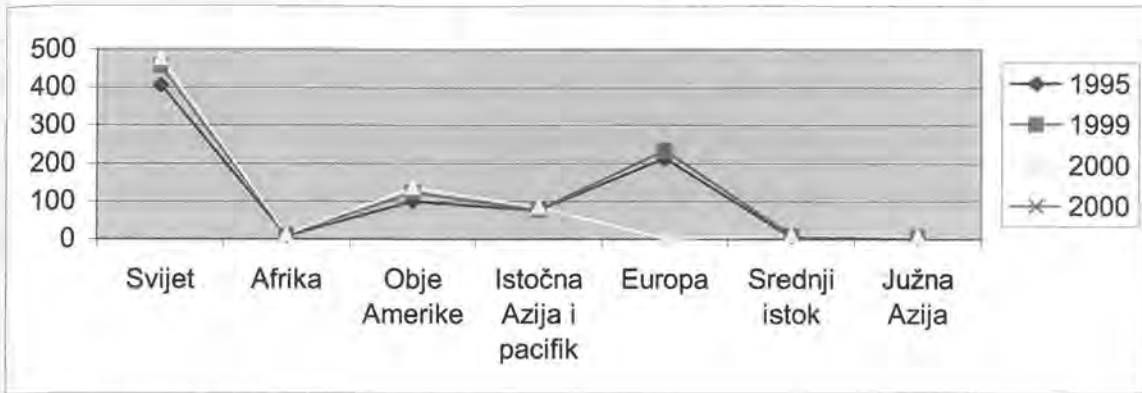 500
400
300
200
100
0
Svijet
Afrika
Obje
Amerike
Istočna
Azija i
pacifik
Europa
Srednji
istok
Južna
Azija
1995
1999
2000
2000